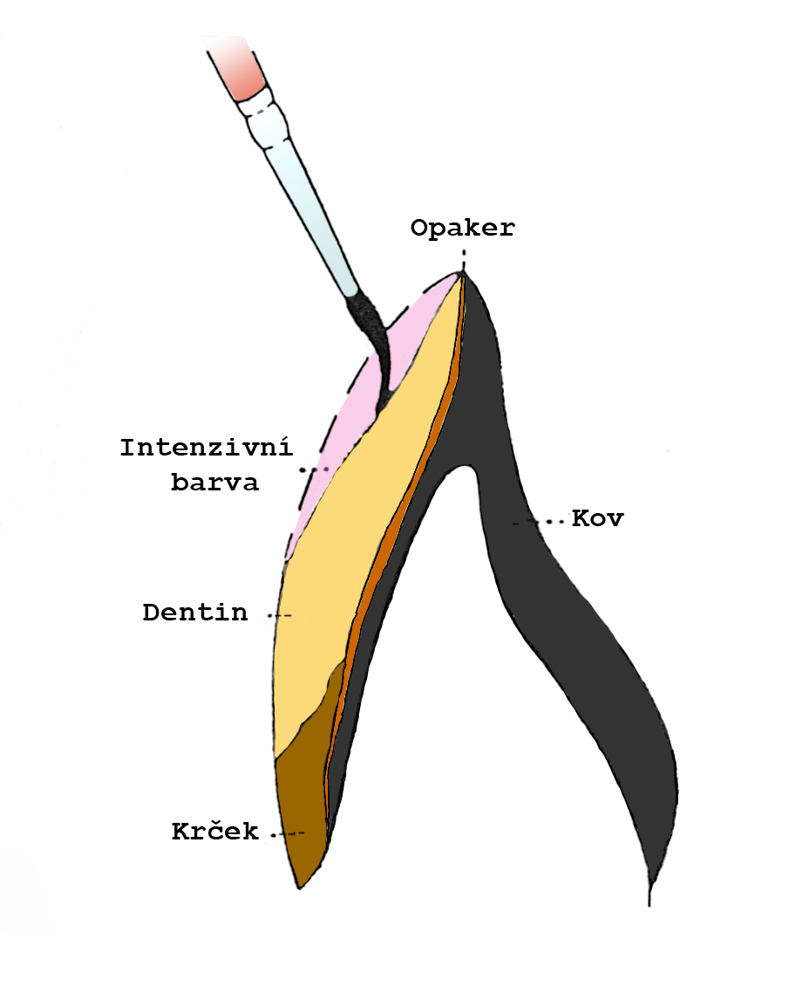 Opaker
Intenzivní
barva
Kov
Dentin
Krček